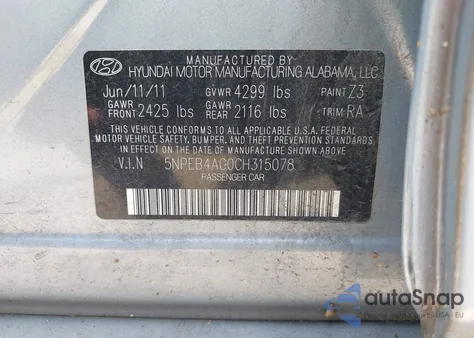 MANUFACTURED BY
HYUNDAI MOTOR MANUFACTURING ALABAMA, LLC
Jun/11/11 GVWR 4299 lbs PAINT Z3
GAWR FRONT 2425 lbs GAWR REAR 2116 lbs TRIM RA
THIS VEHICLE CONFORMS TO ALL APPLICABLE U.S.A. FEDERAL
MOTOR VEHICLE SAFETY, BUMPER, AND THEFT PREVENTION
STANDARDS IN EFFECT ON THE DATE OF MANUFACTURE SHOWN ABOVE.
V.I.N 5NPEB4AC0CH315078
PASSENGER CAR
autoSnap